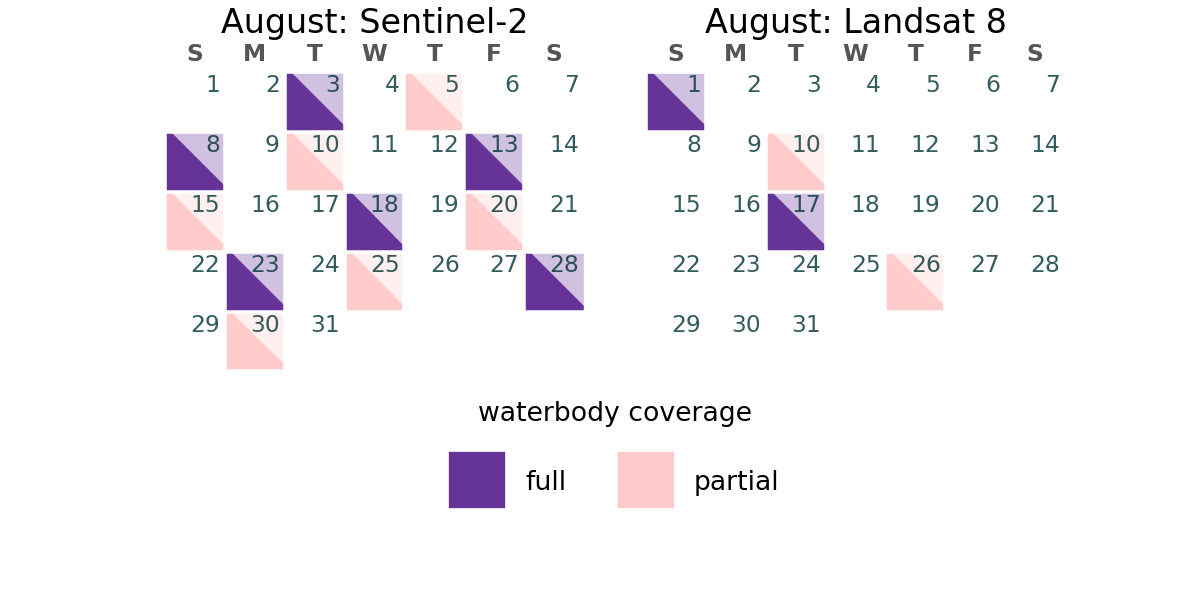 August: Sentinel-2
S M T W T F S
1 2 3 4 5 6 7
8 9 10 11 12 13 14
15 16 17 18 19 20 21
22 23 24 25 26 27 28
29 30 31
August: Landsat 8
S M T W T F S
1 2 3 4 5 6 7
8 9 10 11 12 13 14
15 16 17 18 19 20 21
22 23 24 25 26 27 28
29 30 31
waterbody coverage
full
partial